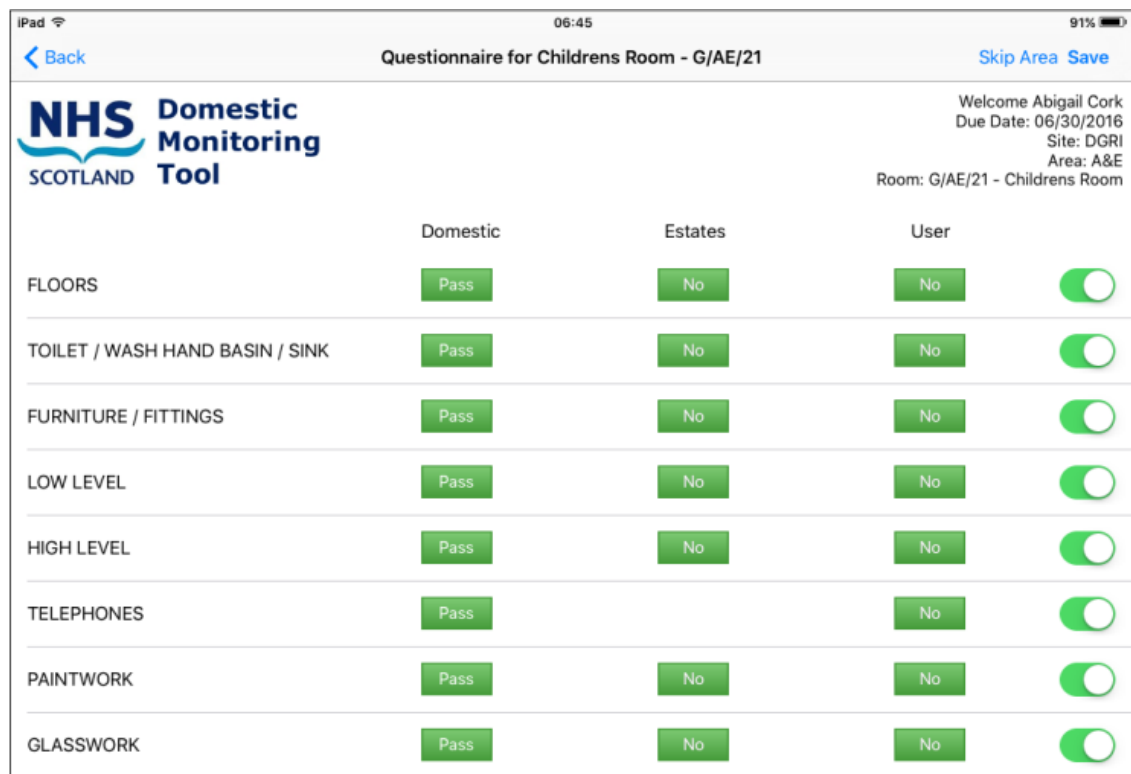 iPad 06:45 91%
Back Questionnaire for Childrens Room - G/AE/21 Skip Area Save
NHS
SCOTLAND
Domestic
Monitoring
Tool
Welcome Abigail Cork
Due Date: 06/30/2016
Site: DGRI
Area: A&E
Room: G/AE/21 - Childrens Room
Domestic Estates User
FLOORS Pass No No
TOILET / WASH HAND BASIN / SINK Pass No No
FURNITURE / FITTINGS Pass No No
LOW LEVEL Pass No No
HIGH LEVEL Pass No No
TELEPHONES Pass No
PAINTWORK Pass No No
GLASSWORK Pass No No